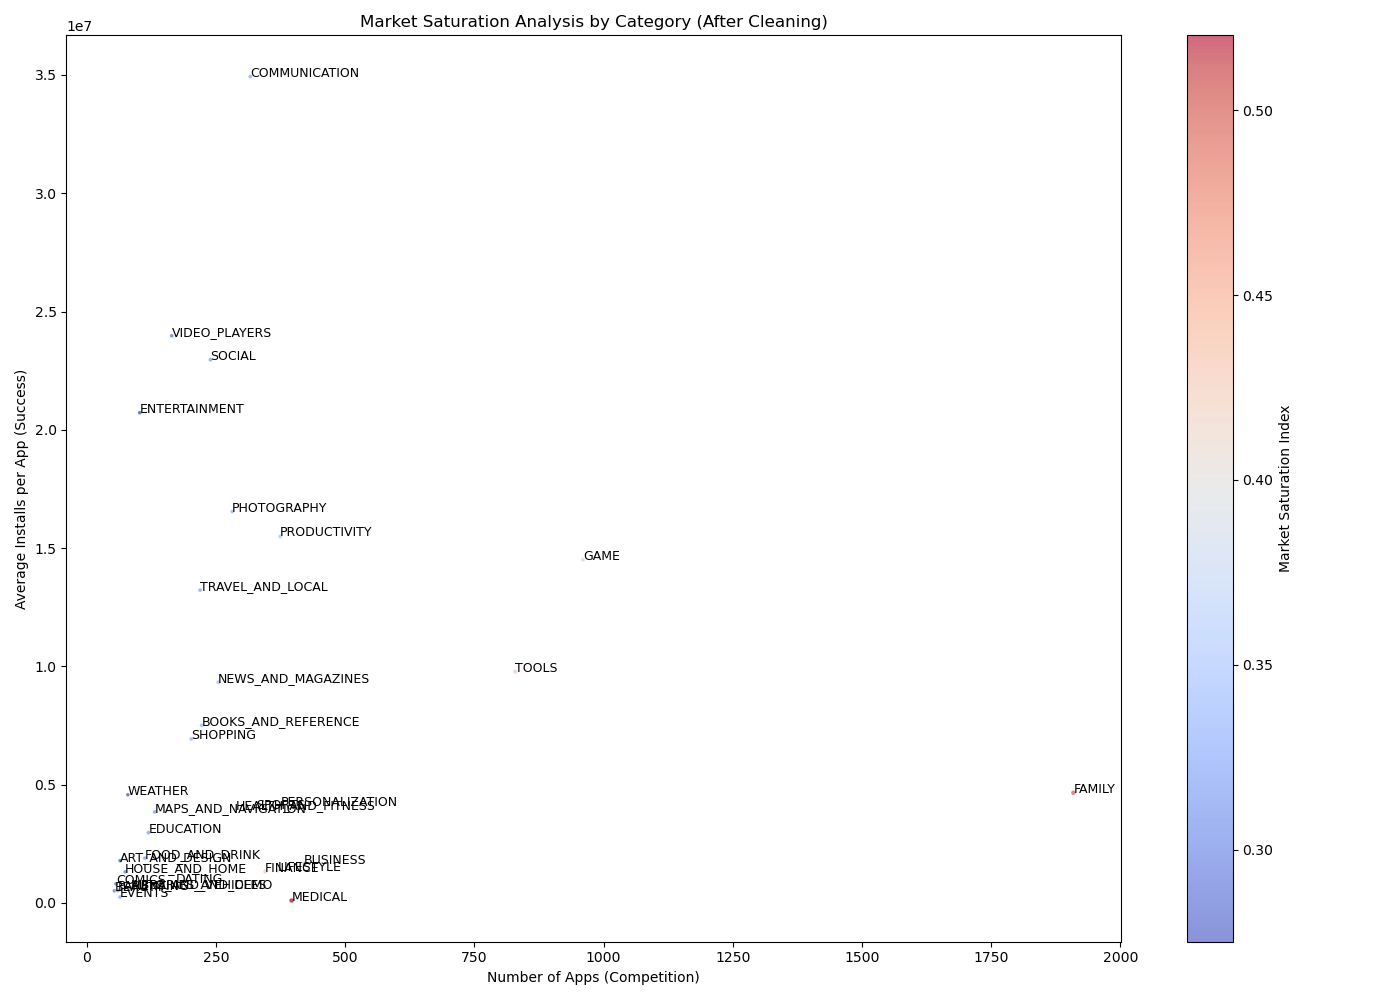 Market Saturation Analysis by Category (After Cleaning)
1e7
3.5
3.0
2.5
2.0
1.5
1.0
0.5
0.0
Average Installs per App (Success)
COMMUNICATION
VIDEO_PLAYERS
SOCIAL
ENTERTAINMENT
PHOTOGRAPHY
PRODUCTIVITY
GAME
TRAVEL_AND_LOCAL
TOOLS
NEWS_AND_MAGAZINES
BOOKS_AND_REFERENCE
SHOPPING
WEATHER
FAMILY
PERSONALIZATION
HEALTH_AND_FITNESS
MAPS_AND_NAVIGATION
EDUCATION
FOOD_AND_DRINK
ART_AND_DESIGN
BUSINESS
LIFESTYLE
FINANCE
HOUSE_AND_HOME
COMICS
DATING
EVENTS
MEDICAL
0
250
500
750
1000
1250
1500
1750
2000
Number of Apps (Competition)
0.50
0.45
0.40
0.35
0.30
Market Saturation Index